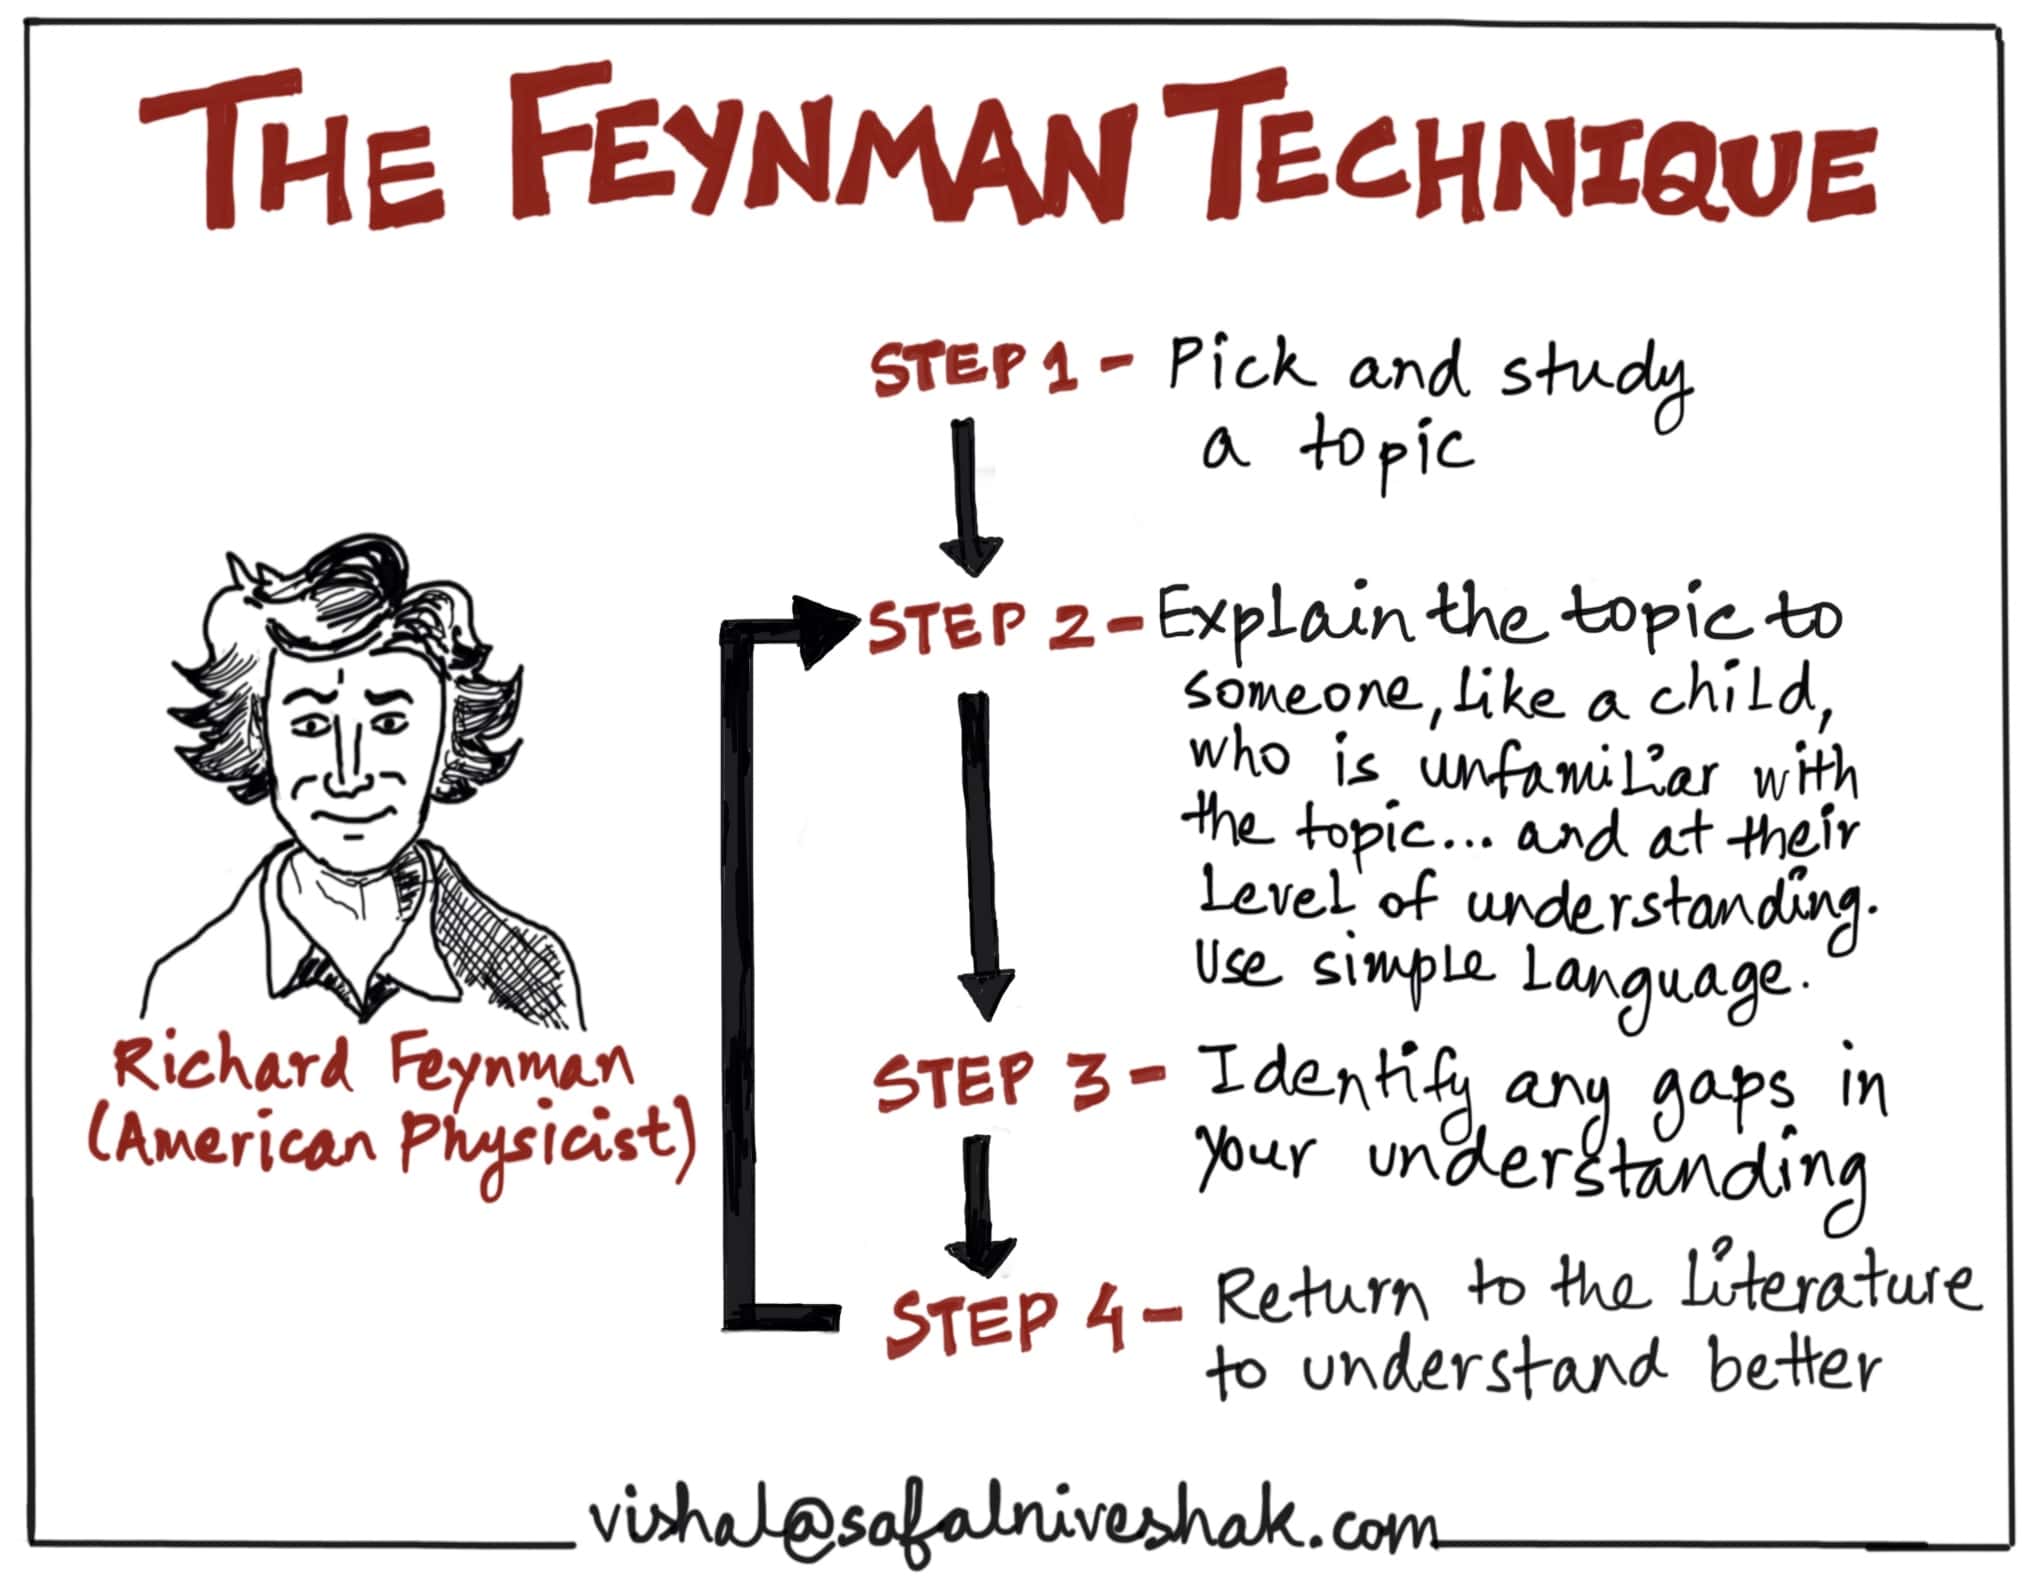 THE FEYNMAN TECHNIQUE
STEP 1 - Pick and study
a topic
STEP 2 - Explain the topic to
someone, like a child,
who is unfamiliar with
the topic... and at their
level of understanding.
Use simple language.
STEP 3 - Identify any gaps in
your understanding
STEP 4 - Return to the literature
to understand better
Richard Feynman
(American Physicist)
vishal@safalniveshak.com